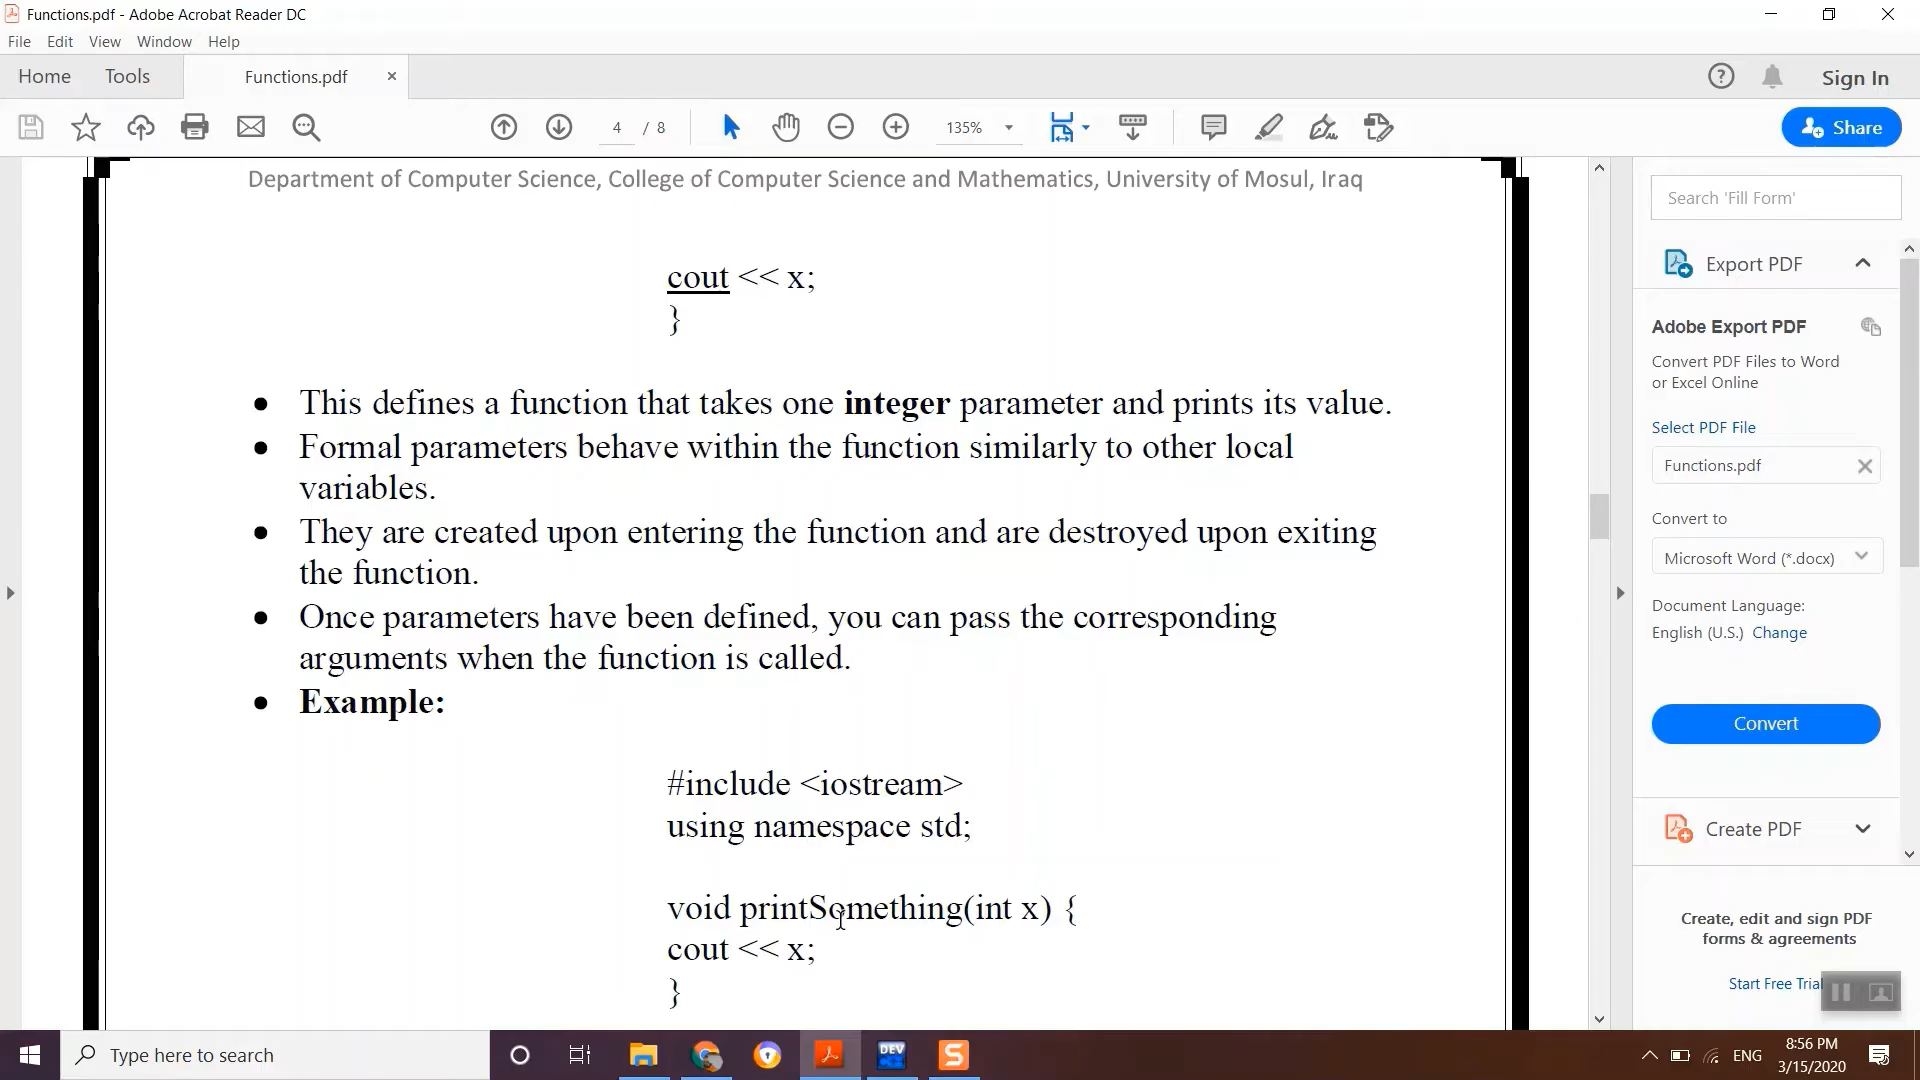 Functions.pdf - Adobe Acrobat Reader DC
File Edit View Window Help
Home Tools Functions.pdf
Sign In
4 / 8
135%
Share
Department of Computer Science, College of Computer Science and Mathematics, University of Mosul, Iraq
cout << x;
}
• This defines a function that takes one integer parameter and prints its value.
• Formal parameters behave within the function similarly to other local
variables.
• They are created upon entering the function and are destroyed upon exiting
the function.
• Once parameters have been defined, you can pass the corresponding
arguments when the function is called.
• Example:
#include <iostream>
using namespace std;
void printSomething(int x) {
cout << x;
}
Search 'Fill Form'
Export PDF
Adobe Export PDF
Convert PDF Files to Word
or Excel Online
Select PDF File
Functions.pdf
Convert to
Microsoft Word (*.docx)
Document Language:
English (U.S.) Change
Convert
Create PDF
Create, edit and sign PDF
forms & agreements
Start Free Trial
Type here to search
DEV
S
ENG
8:56 PM
3/15/2020